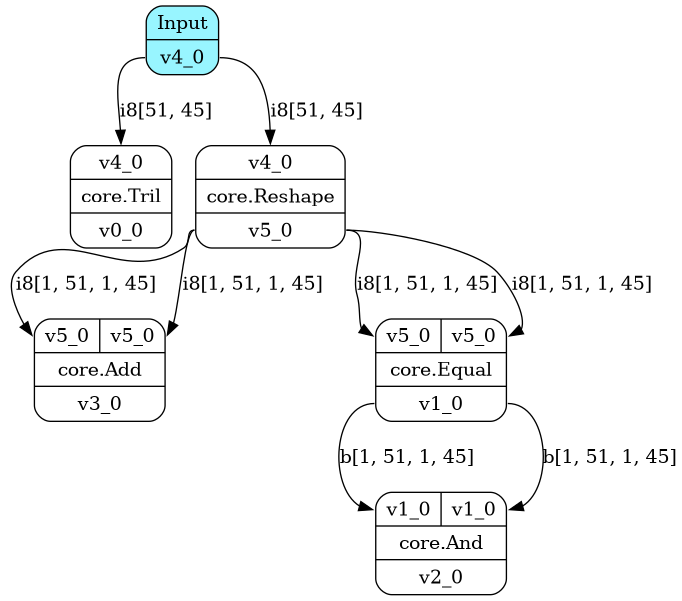 Input
v4_0
i8[51, 45]
i8[51, 45]
v4_0
core.Tril
v0_0
v4_0
core.Reshape
v5_0
i8[1, 51, 1, 45]
i8[1, 51, 1, 45]
i8[1, 51, 1, 45]
i8[1, 51, 1, 45]
v5_0 v5_0
core.Add
v3_0
v5_0 v5_0
core.Equal
v1_0
b[1, 51, 1, 45]
b[1, 51, 1, 45]
v1_0 v1_0
core.And
v2_0